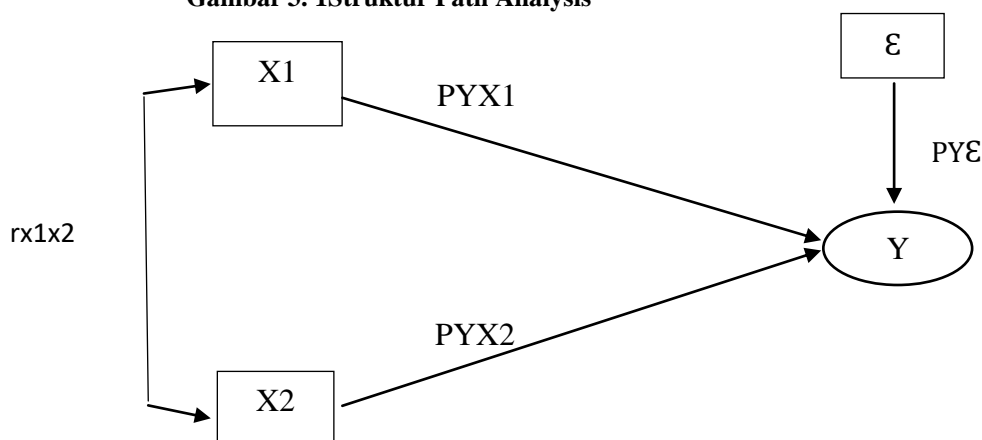 Gambar 3. 1Struktur Path Analysis
Ɛ
X1
PYX1
PYƐ
rx1x2
Y
PYX2
X2